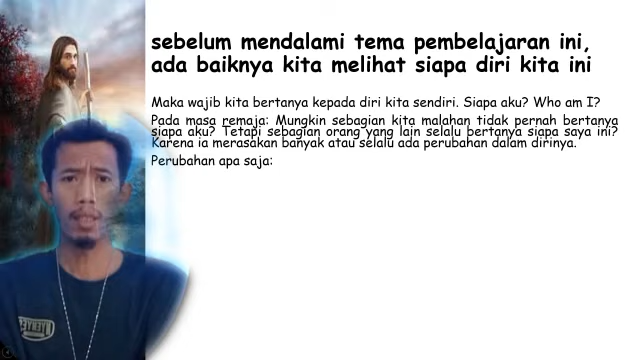 sebelum mendalami tema pembelajaran ini,
ada baiknya kita melihat siapa diri kita ini
Maka wajib kita bertanya kepada diri kita sendiri. Siapa aku? Who am I?
Pada masa remaja: Mungkin sebagian kita malahan tidak pernah bertanya
siapa aku? Tetapi sebagian orang yang lain selalu bertanya siapa saya ini?
Karena ia merasakan banyak atau selalu ada perubahan dalam dirinya.
Perubahan apa saja: